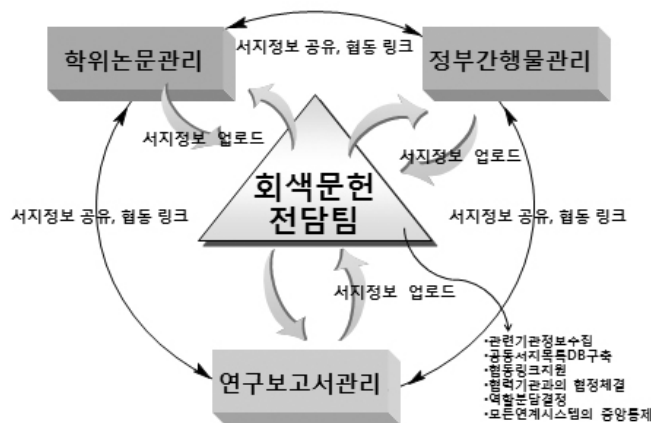 서지정보 공유, 협동 링크
학위논문관리
정부간행물관리
서지정보 업로드
서지정보 업로드
회색문헌
전담팀
서지정보 공유, 협동 링크
서지정보 공유, 협동 링크
서지정보 업로드
연구보고서관리
•관련기관정보수집
•공동서지목록DB구축
•협동링크지원
•협력기관과의 협정체결
•역할분담결정
•모든연계시스템의 중앙통제